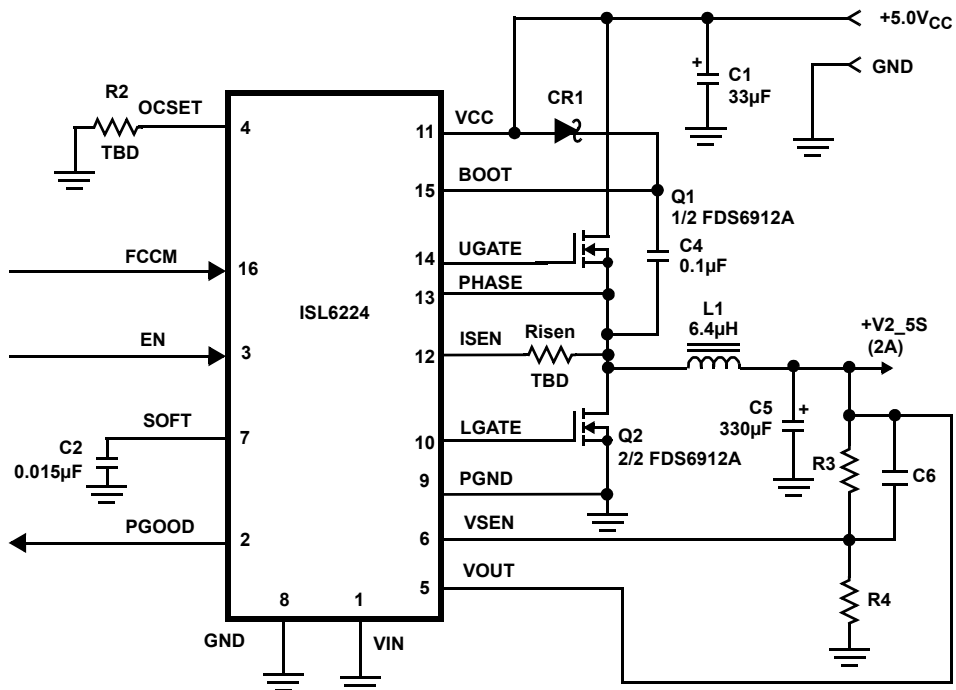 +5.0VCC
GND
C1
33µF
R2
OCSET
TBD
4
VCC
11
CR1
BOOT
15
Q1
1/2 FDS6912A
UGATE
14
C4
0.1µF
FCCM
16
PHASE
13
ISL6224
L1
6.4µH
+V2_5S
(2A)
EN
3
ISEN
12
Risen
TBD
SOFT
7
C2
0.015µF
LGATE
10
Q2
2/2 FDS6912A
C5
330µF
+
+
R3
C6
PGND
9
PGOOD
2
VSEN
6
VOUT
5
R4
8
1
GND
VIN